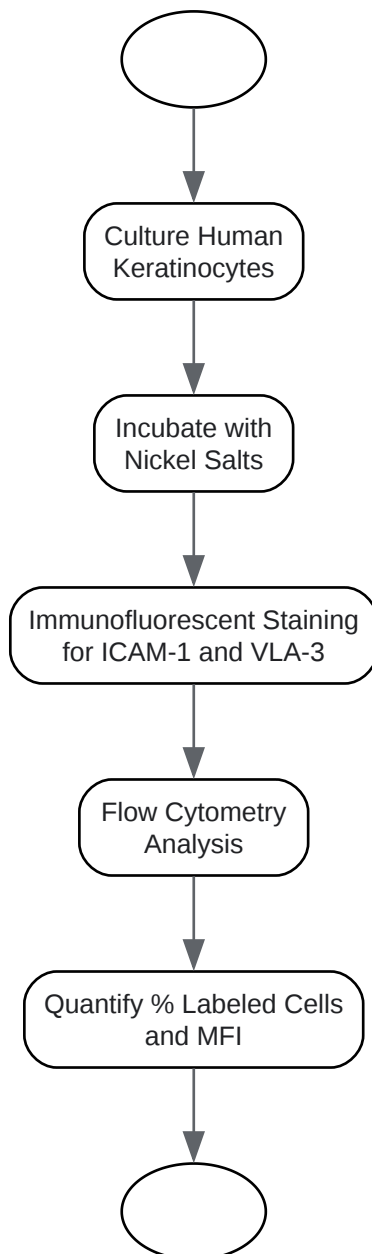 Culture Human
Keratinocytes
Incubate with
Nickel Salts
Immunofluorescent Staining
for ICAM-1 and VLA-3
Flow Cytometry
Analysis
Quantify % Labeled Cells
and MFI